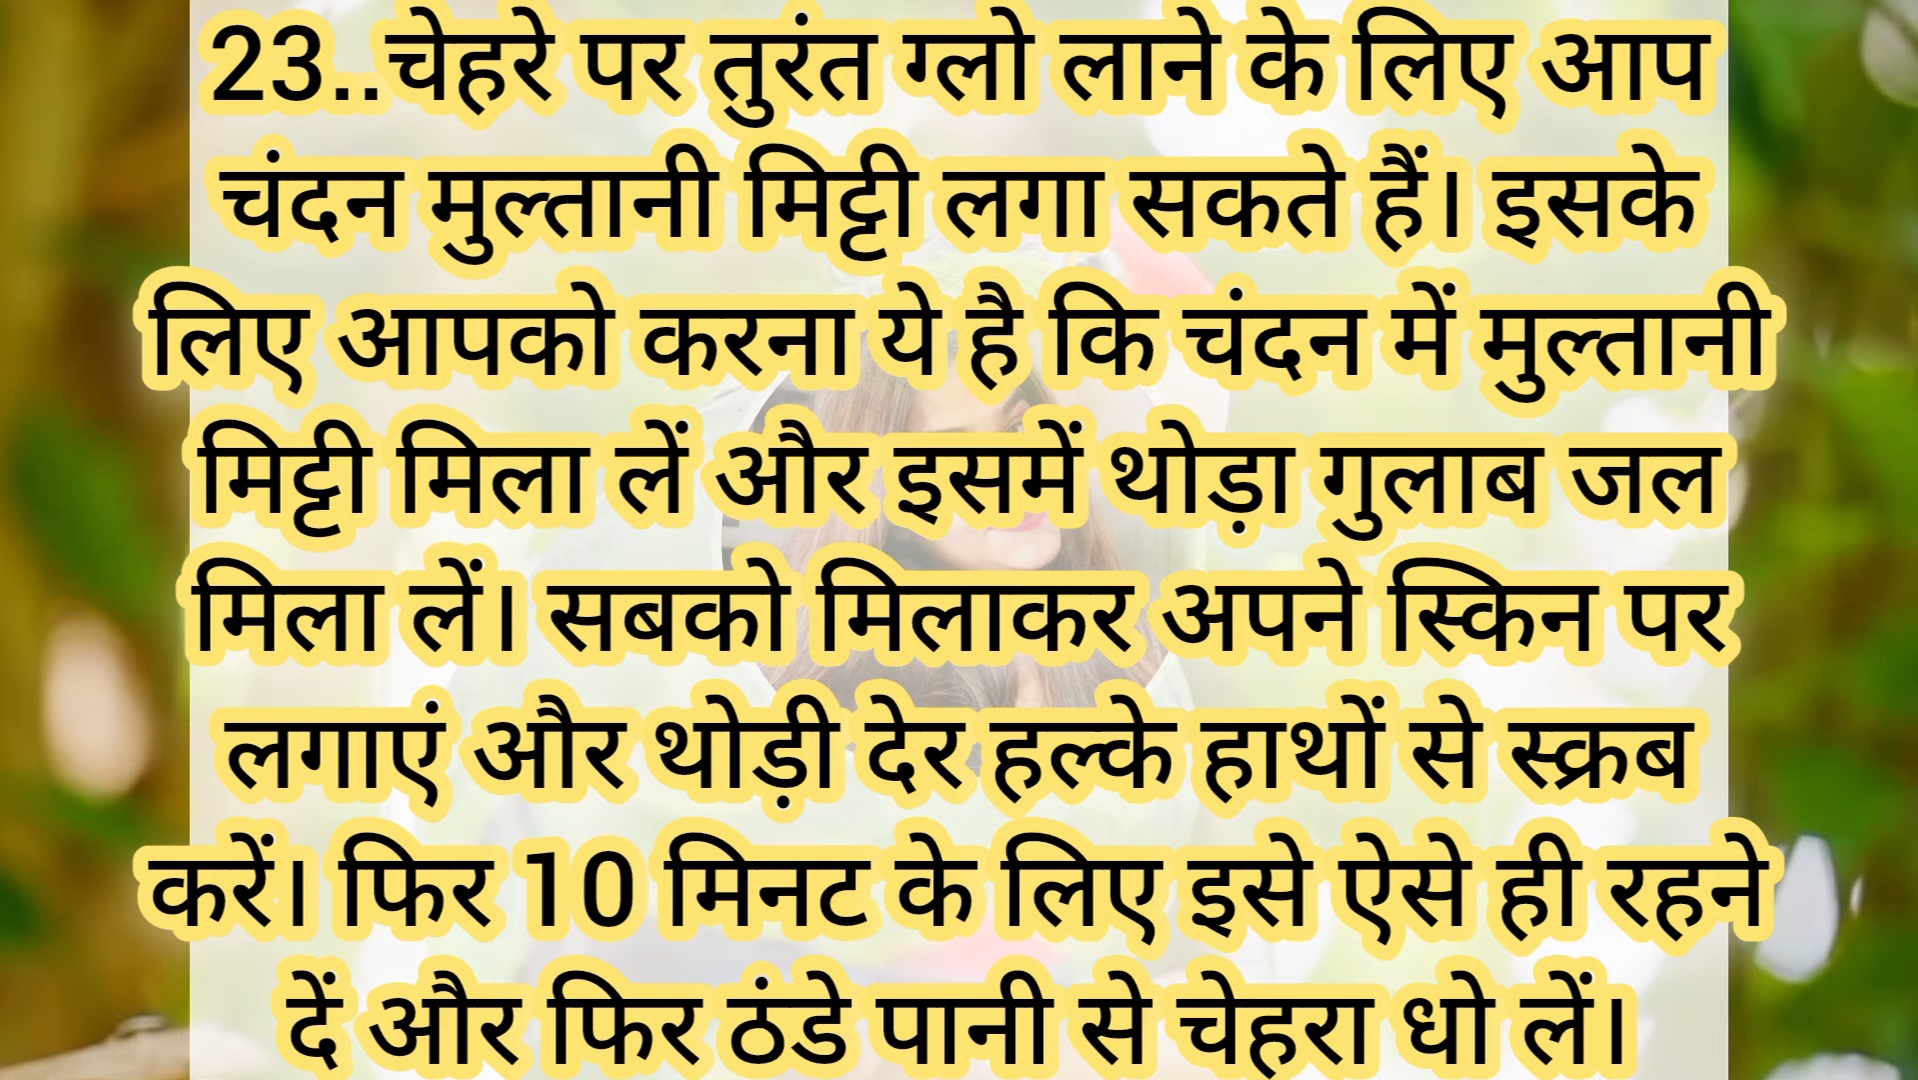 23..चेहरे पर तुरंत ग्लो लाने के लिए आप
चंदन मुल्तानी मिट्टी लगा सकते हैं। इसके
लिए आपको करना ये है कि चंदन में मुल्तानी
मिट्टी मिला लें और इसमें थोड़ा गुलाब जल
मिला लें। सबको मिलाकर अपने स्किन पर
लगाएं और थोड़ी देर हल्के हाथों से स्क्रब
करें। फिर 10 मिनट के लिए इसे ऐसे ही रहने
दें और फिर ठंडे पानी से चेहरा धो लें।